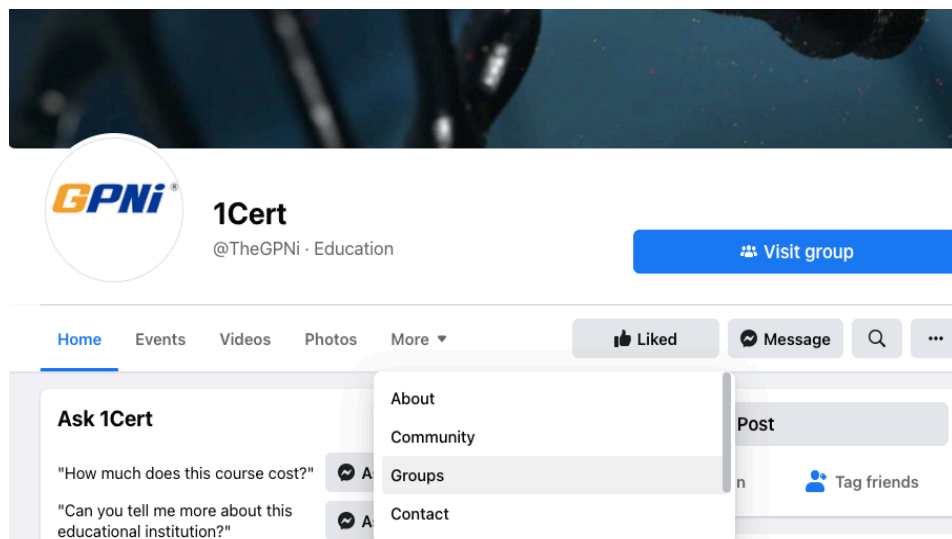 GPNi®
1Cert
@TheGPNi · Education
Visit group
Home
Events
Videos
Photos
More
Liked
Message
Ask 1Cert
"How much does this course cost?"
"Can you tell me more about this
educational institution?"
About
Community
Groups
Contact
Post
Tag friends